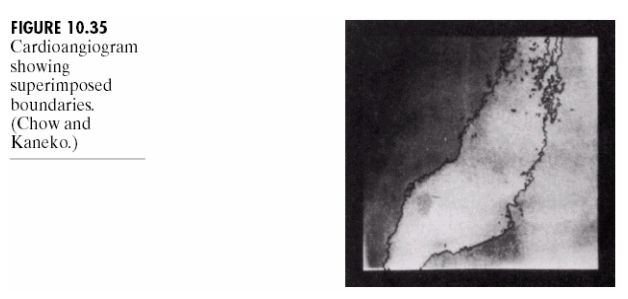 FIGURE 10.35
Cardioangiogram
showing
superimposed
boundaries.
(Chow and
Kaneko.)